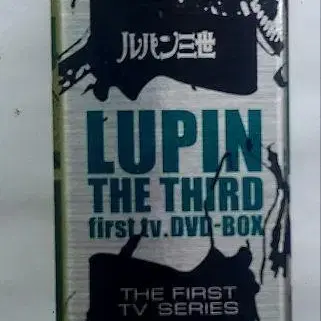 ルパン三世
LUPIN
THE THIRD
first tv. DVD-BOX
THE FIRST
TV SERIES